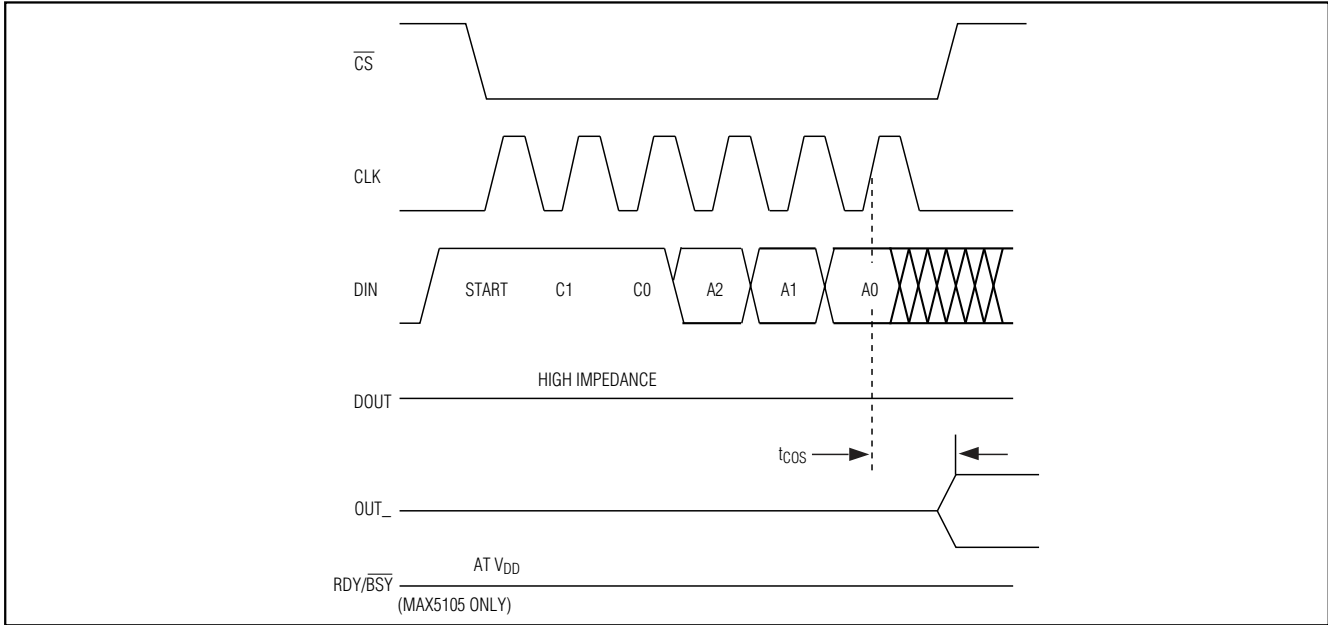 CS
CLK
DIN START C1 C0 A2 A1 A0
HIGH IMPEDANCE
DOUT
tCOS
OUT_
AT VDD
RDY/BSY
(MAX5105 ONLY)